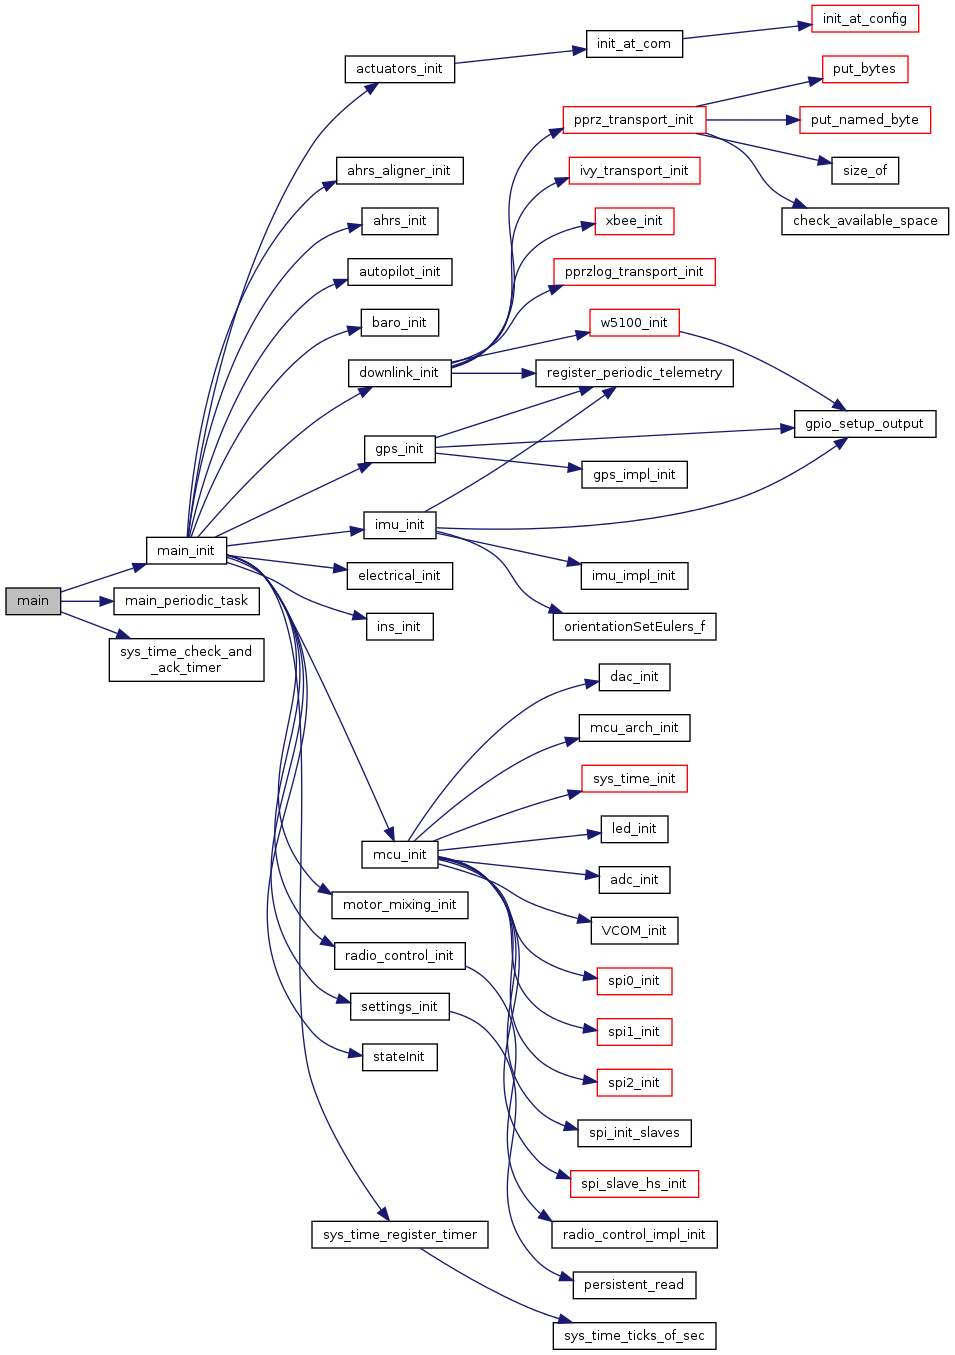 init_at_config
init_at_com
actuators_init
put_bytes
pprz_transport_init
put_named_byte
ahrs_aligner_init
ivy_transport_init
size_of
ahrs_init
xbee_init
check_available_space
autopilot_init
pprzlog_transport_init
baro_init
w5100_init
downlink_init
register_periodic_telemetry
gpio_setup_output
gps_init
gps_impl_init
imu_init
main_init
electrical_init
imu_impl_init
main
main_periodic_task
ins_init
orientationSetEulers_f
sys_time_check_and
_ack_timer
dac_init
mcu_arch_init
sys_time_init
led_init
mcu_init
adc_init
motor_mixing_init
VCOM_init
radio_control_init
spi0_init
settings_init
spi1_init
stateInit
spi2_init
spi_init_slaves
spi_slave_hs_init
sys_time_register_timer
radio_control_impl_init
persistent_read
sys_time_ticks_of_sec